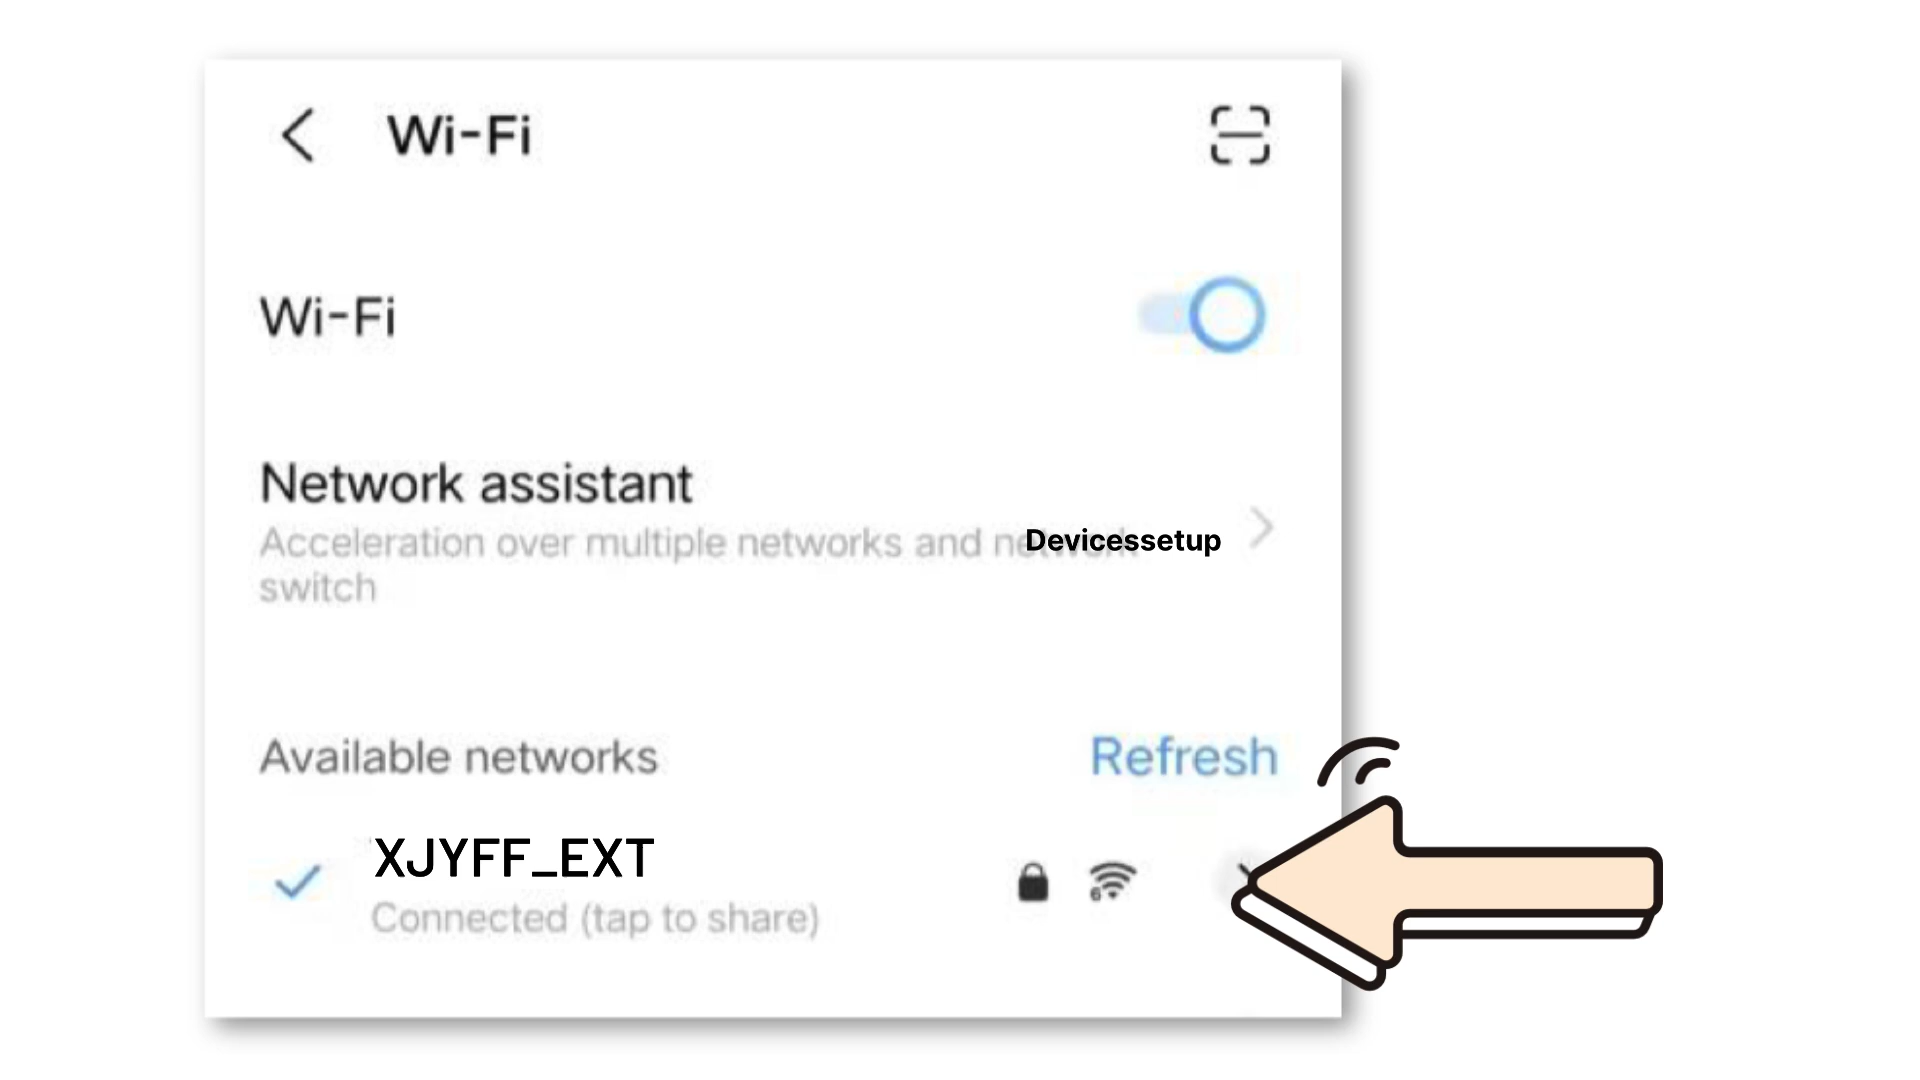 Wi-Fi
Wi-Fi
Network assistant
Acceleration over multiple networks and
Devicessetup
switch
Available networks
Refresh
XJYFF_EXT
6
Connected (tap to share)